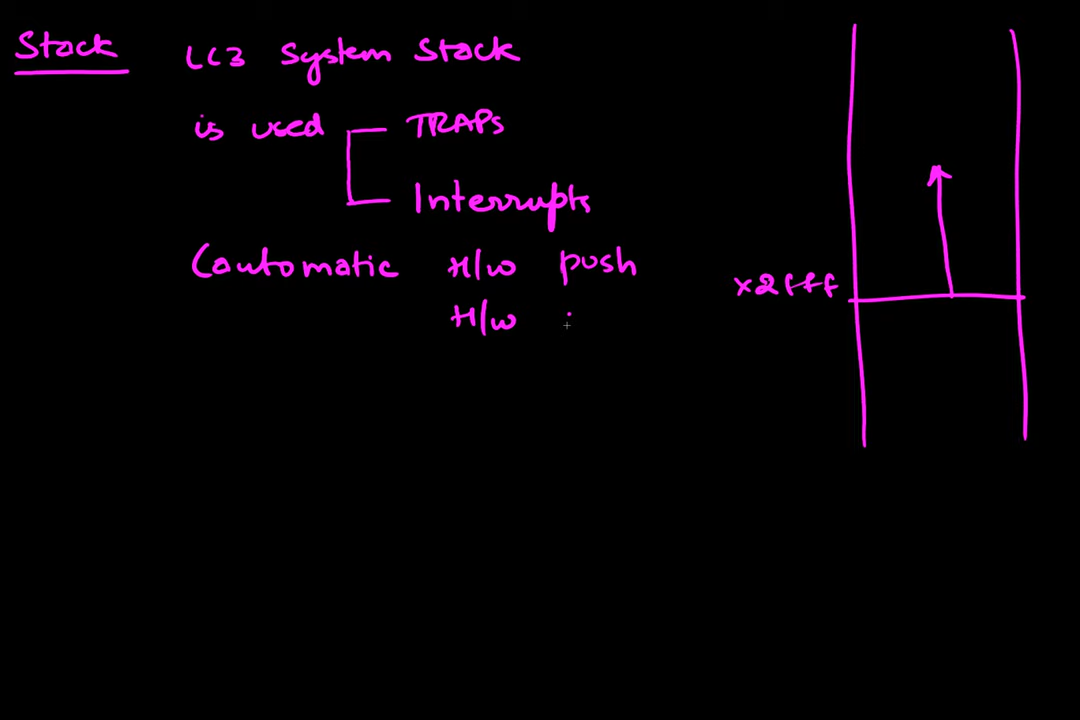 Stack LC3 System Stack
is used TRAPs
Interrupts
(automatic H/w push
H/w
x2fff